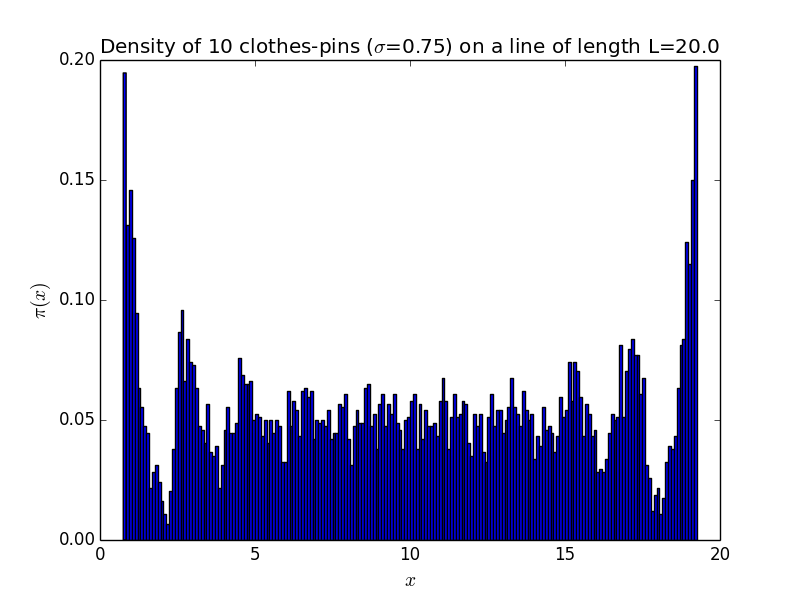 Density of 10 clothes-pins (σ=0.75) on a line of length L=20.0
0.20
0.15
0.10
0.05
0.00
π(x)
0 5 10 15 20
x